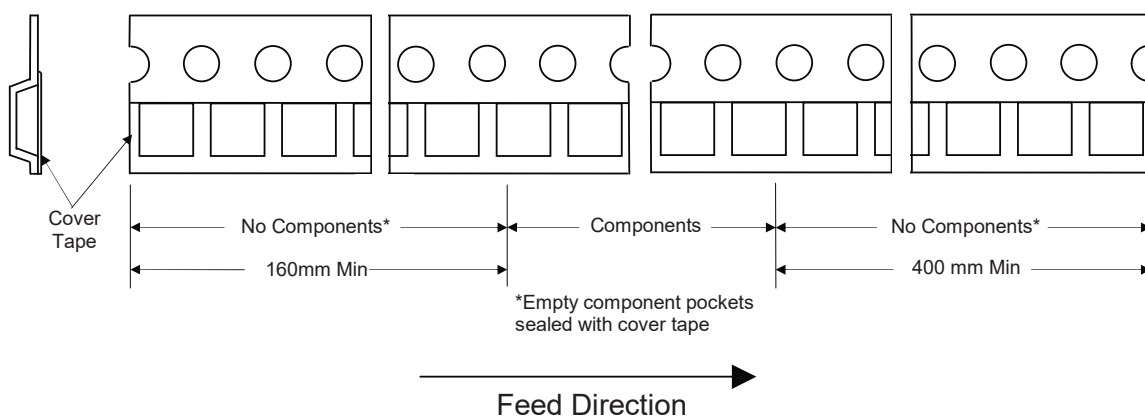 Cover
Tape
No Components*
Components
No Components*
160mm Min
400 mm Min
*Empty component pockets
sealed with cover tape
Feed Direction